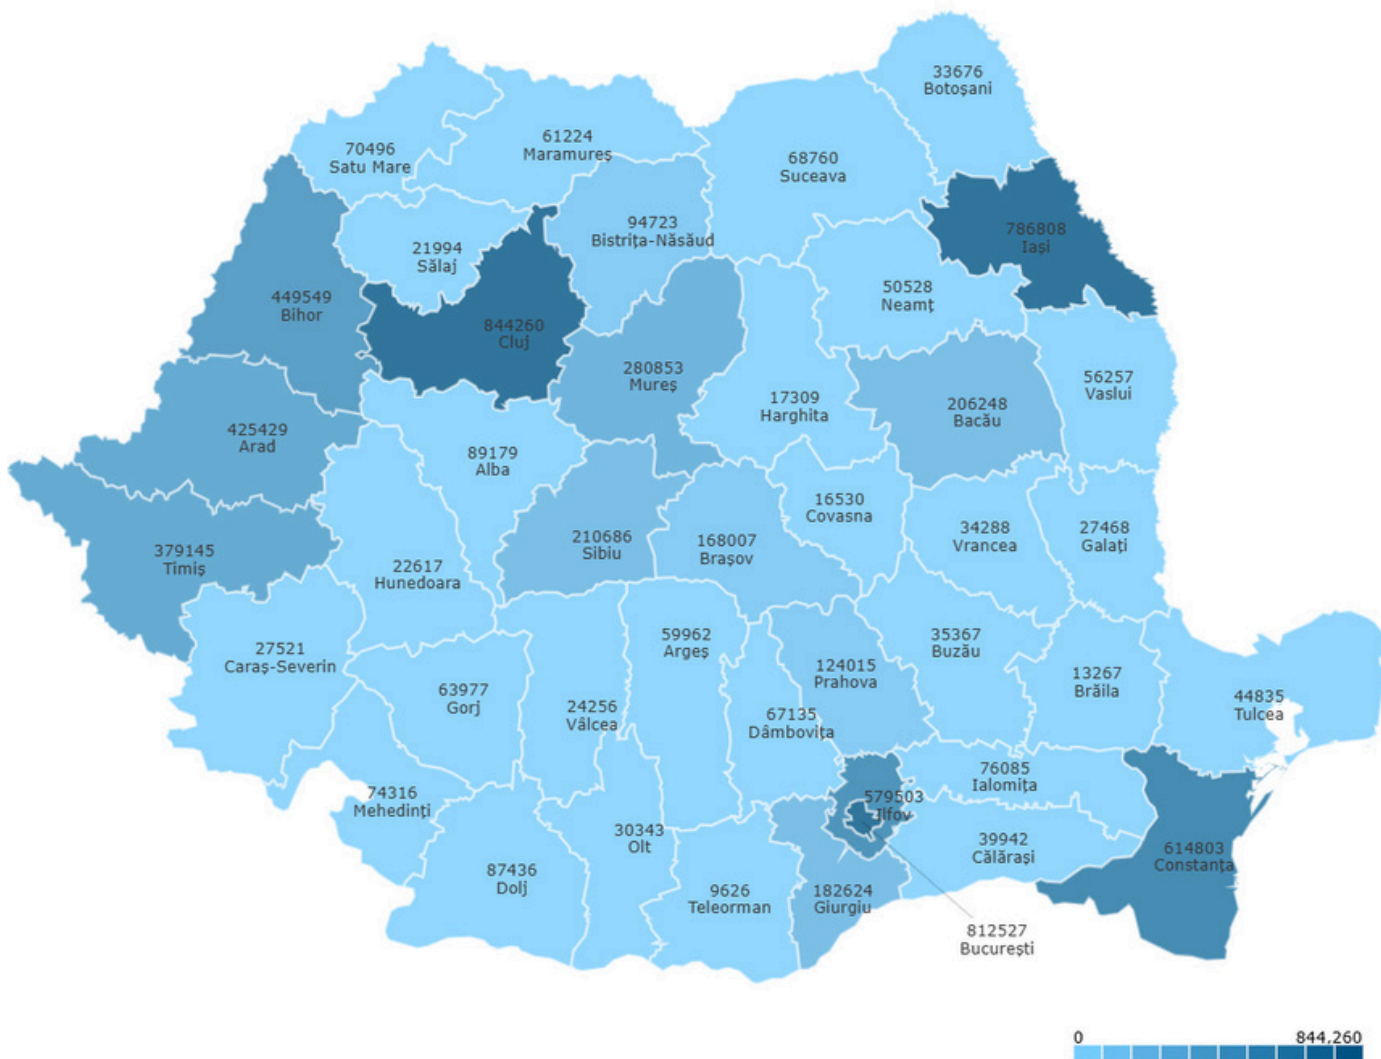 33676
Botoșani
61224
Maramureș
70496
Satu Mare
68760
Suceava
94723
Bistrița-Năsăud
786808
Iași
21994
Sălaj
50528
Neamț
449549
Bihor
844260
Cluj
280853
Mureș
56257
Vaslui
17309
Harghita
206248
Bacău
425429
Arad
89179
Alba
16530
Covasna
34288
Vrancea
27468
Galați
210686
Sibiu
168007
Brașov
379145
Timiș
22617
Hunedoara
59962
Argeș
35367
Buzău
27521
Caraș-Severin
124015
Prahova
13267
Brăila
63977
Gorj
24256
Vâlcea
67135
Dâmbovița
44835
Tulcea
76085
Ialomița
74316
Mehedinți
579503
Ilfov
30343
Olt
39942
Călărași
614803
Constanța
87436
Dolj
9626
Teleorman
182624
Giurgiu
812527
București
0 844,260